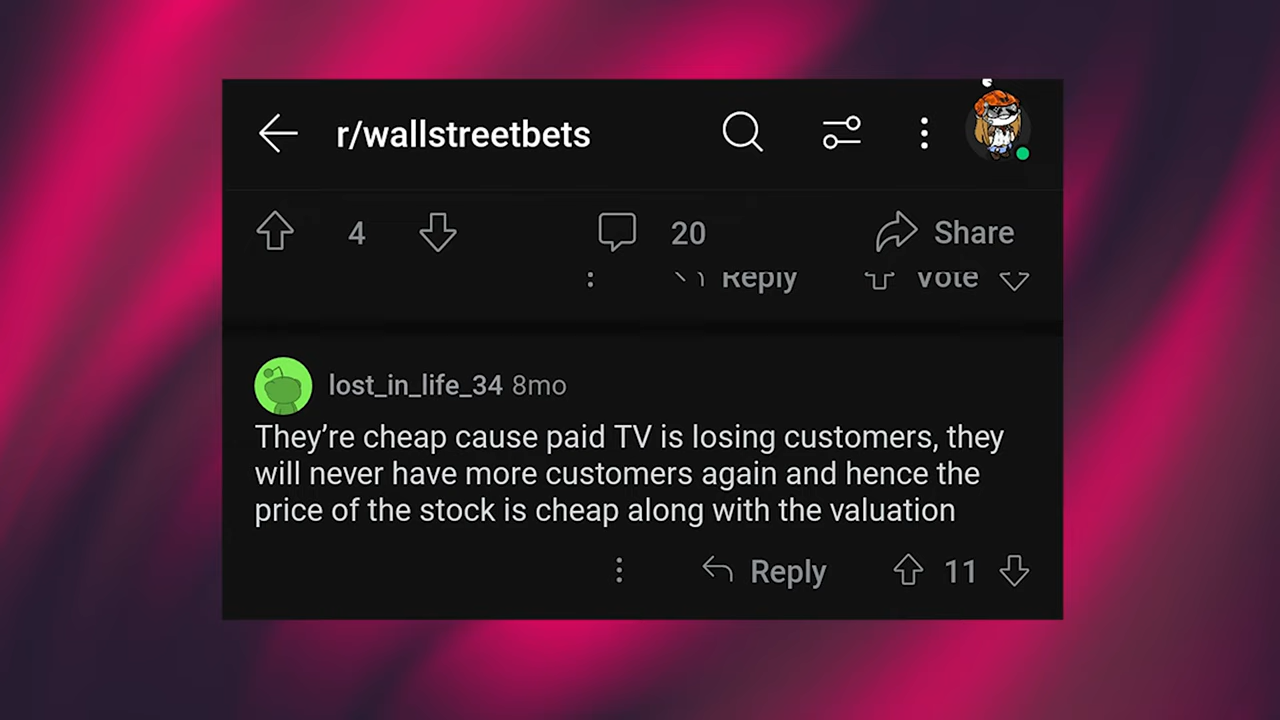 r/wallstreetbets
4 20 Share
Reply Vote
lost_in_life_34 8mo
They’re cheap cause paid TV is losing customers, they
will never have more customers again and hence the
price of the stock is cheap along with the valuation
Reply 11